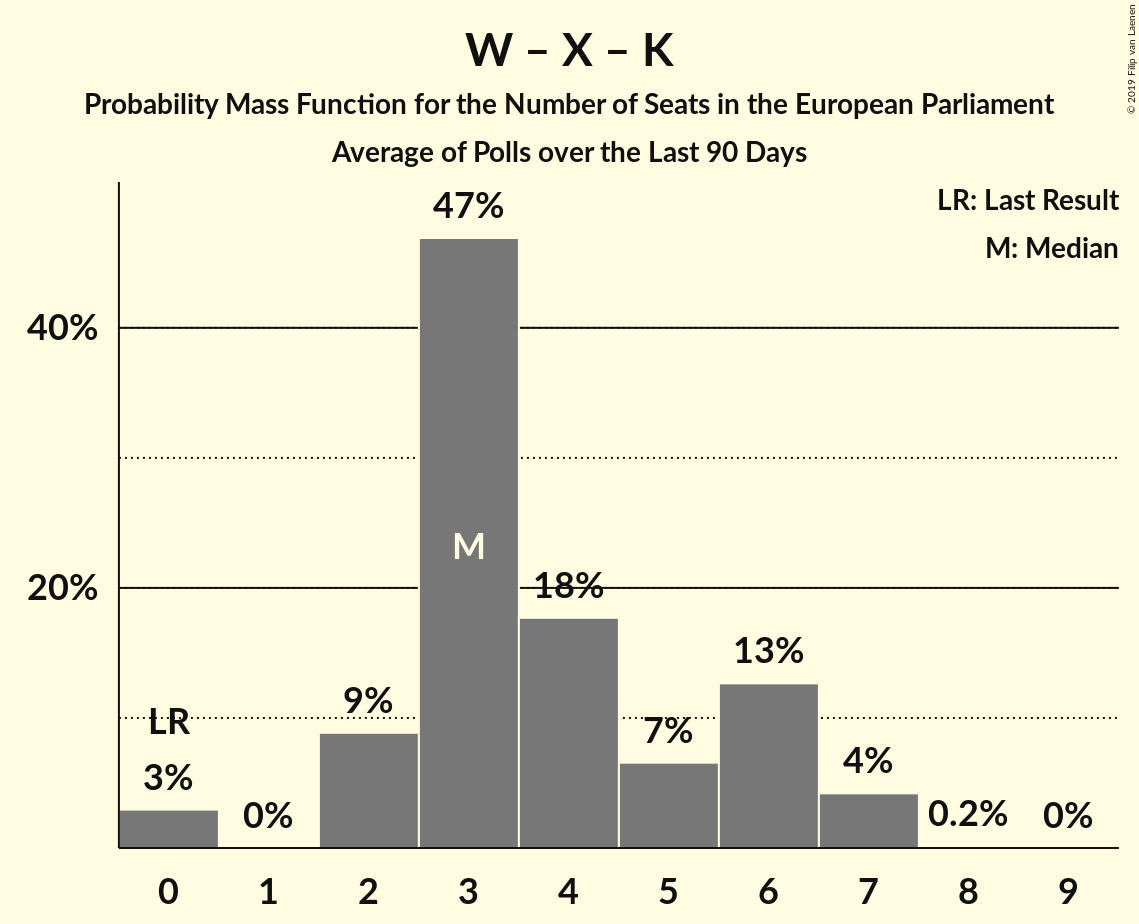 W – X – K
Probability Mass Function for the Number of Seats in the European Parliament
Average of Polls over the Last 90 Days
© 2019 Filip van Laenen
LR: Last Result
M: Median
47%
40%
M
20%
18%
13%
9%
LR
7%
3%
4%
0%
0.2%
0%
0 1 2 3 4 5 6 7 8 9